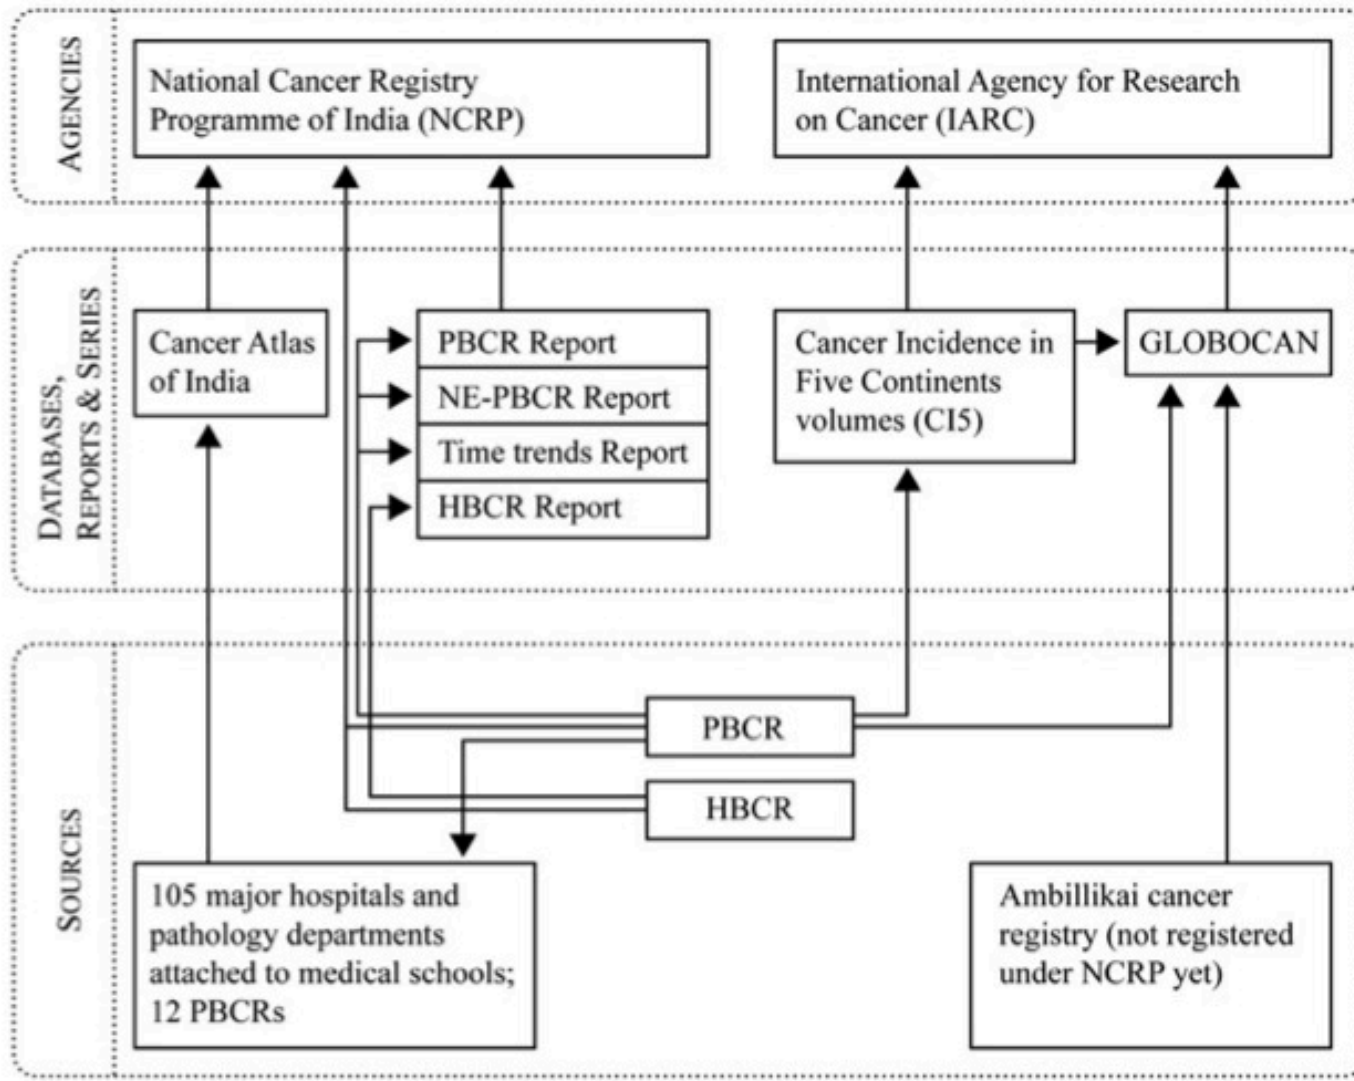 AGENCIES
National Cancer Registry
Programme of India (NCRP)
International Agency for Research
on Cancer (IARC)
DATABASES,
REPORTS & SERIES
Cancer Atlas
of India
PBCR Report
NE-PBCR Report
Time trends Report
HBCR Report
Cancer Incidence in
Five Continents
volumes (CI5)
GLOBOCAN
SOURCES
PBCR
HBCR
105 major hospitals and
pathology departments
attached to medical schools;
12 PBCRs
Ambillikai cancer
registry (not registered
under NCRP yet)